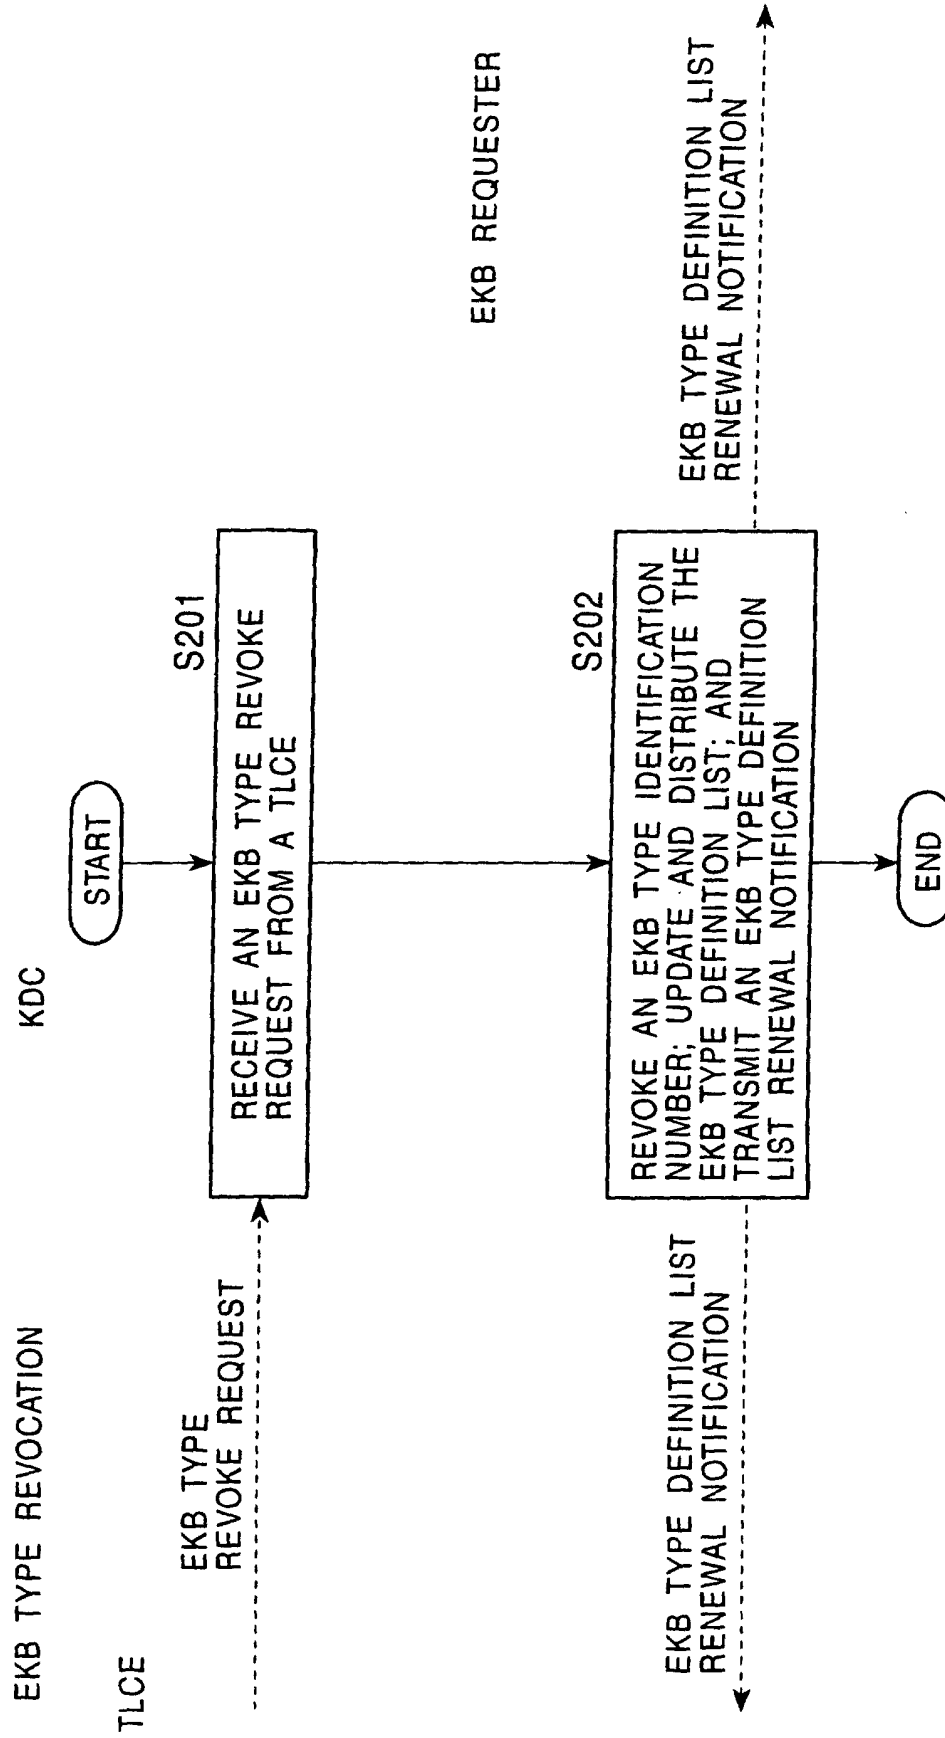 EKB TYPE REVOCATION
KDC
TLCE
START
EKB TYPE
REVOKE REQUEST
S201
RECEIVE AN EKB TYPE REVOKE
REQUEST FROM A TLCE
EKB REQUESTER
S202
REVOKE AN EKB TYPE IDENTIFICATION
NUMBER; UPDATE AND DISTRIBUTE THE
EKB TYPE DEFINITION LIST; AND
TRANSMIT AN EKB TYPE DEFINITION
LIST RENEWAL NOTIFICATION
EKB TYPE DEFINITION LIST
RENEWAL NOTIFICATION
EKB TYPE DEFINITION LIST
RENEWAL NOTIFICATION
END